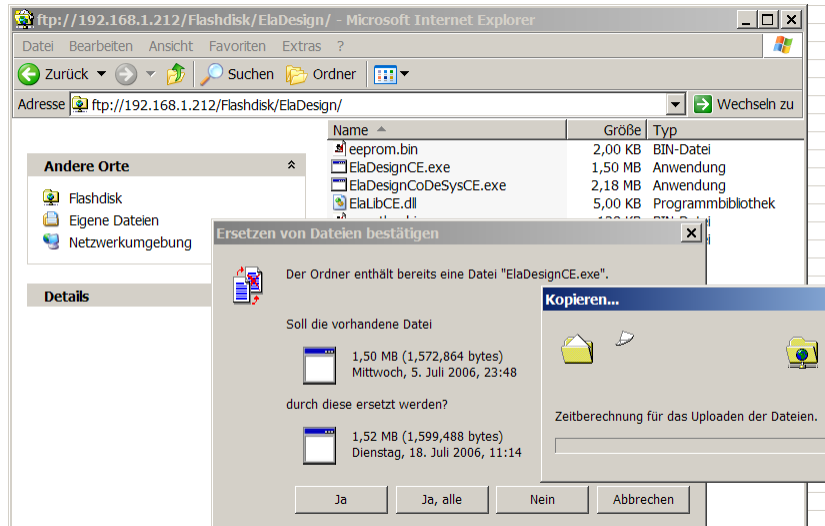 ftp://192.168.1.212/Flashdisk/ElaDesign/ - Microsoft Internet Explorer
Datei Bearbeiten Ansicht Favoriten Extras ?
Zurück Suchen Ordner
Adresse ftp://192.168.1.212/Flashdisk/ElaDesign/ Wechseln zu
Name Größe Typ
eeprom.bin 2,00 KB BIN-Datei
ElaDesignCE.exe 1,50 MB Anwendung
ElaDesignCoDeSysCE.exe 2,18 MB Anwendung
ElaLibCE.dll 5,00 KB Programmbibliothek
Andere Orte
Flashdisk
Eigene Dateien
Netzwerkumgebung
Details
Ersetzen von Dateien bestätigen
Der Ordner enthält bereits eine Datei "ElaDesignCE.exe".
Soll die vorhandene Datei
1,50 MB (1,572,864 bytes)
Mittwoch, 5. Juli 2006, 23:48
durch diese ersetzt werden?
1,52 MB (1,599,488 bytes)
Dienstag, 18. Juli 2006, 11:14
Ja Ja, alle Nein Abbrechen
Kopieren...
Zeitberechnung für das Uploaden der Dateien.